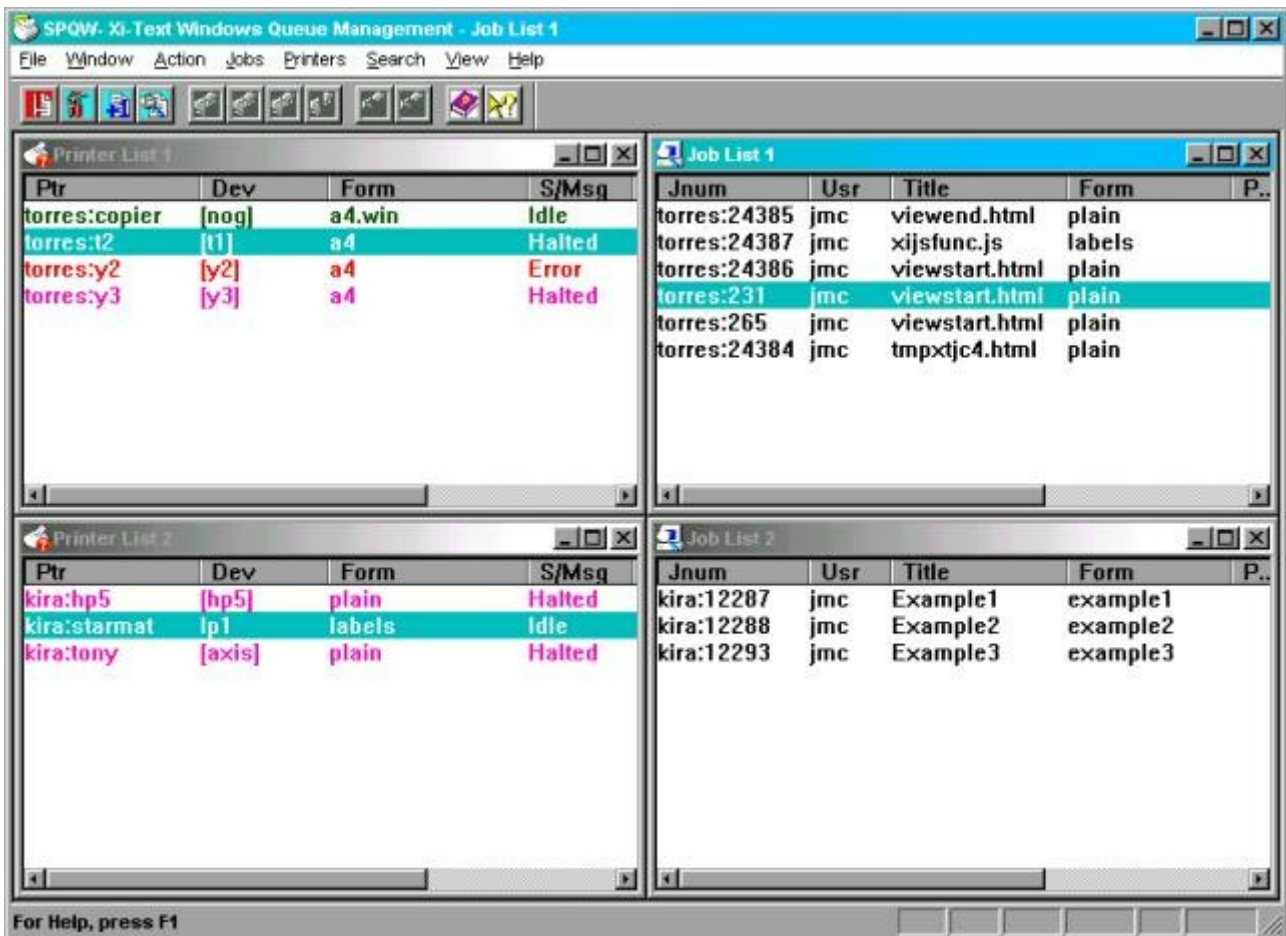 SPQW- Xi-Text Windows Queue Management - Job List 1
File Window Action Jobs Printers Search View Help
Printer List 1
Ptr Dev Form S/Msg
torres:copier [nog] a4.win Idle
torres:t2 [t1] a4 Halted
torres:y2 [y2] a4 Error
torres:y3 [y3] a4 Halted
Job List 1
Jnum Usr Title Form P..
torres:24385 jmc viewend.html plain
torres:24387 jmc xijsfunc.js labels
torres:24386 jmc viewstart.html plain
torres:231 jmc viewstart.html plain
torres:265 jmc viewstart.html plain
torres:24384 jmc tmpxtjc4.html plain
Printer List 2
Ptr Dev Form S/Msg
kira:hp5 [hp5] plain Halted
kira:starmat lp1 labels Idle
kira:tony [axis] plain Halted
Job List 2
Jnum Usr Title Form P..
kira:12287 jmc Example1 example1
kira:12288 jmc Example2 example2
kira:12293 jmc Example3 example3
For Help, press F1